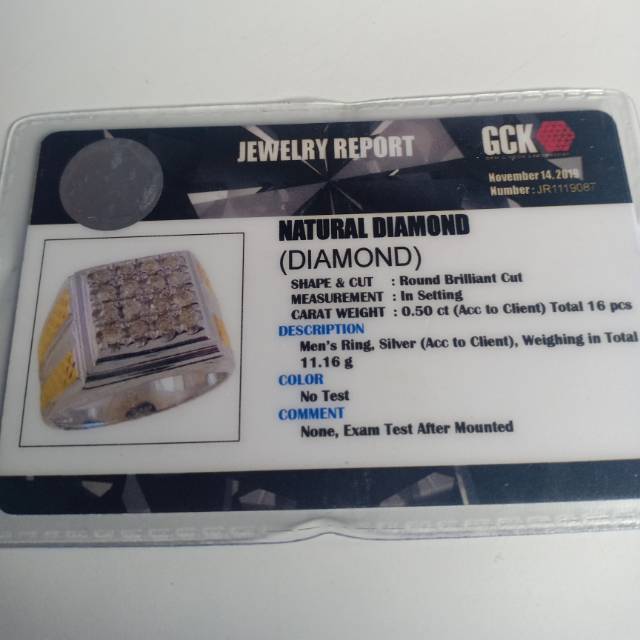 JEWELRY REPORT
GCK
November 14, 2019
Number : JR1119087
NATURAL DIAMOND
(DIAMOND)
SHAPE & CUT : Round Brilliant Cut
MEASUREMENT : In Setting
CARAT WEIGHT : 0.50 ct (Acc to Client) Total 16 pcs
DESCRIPTION
Men's Ring, Silver (Acc to Client), Weighing in Total
11.16 g
COLOR
No Test
COMMENT
None, Exam Test After Mounted